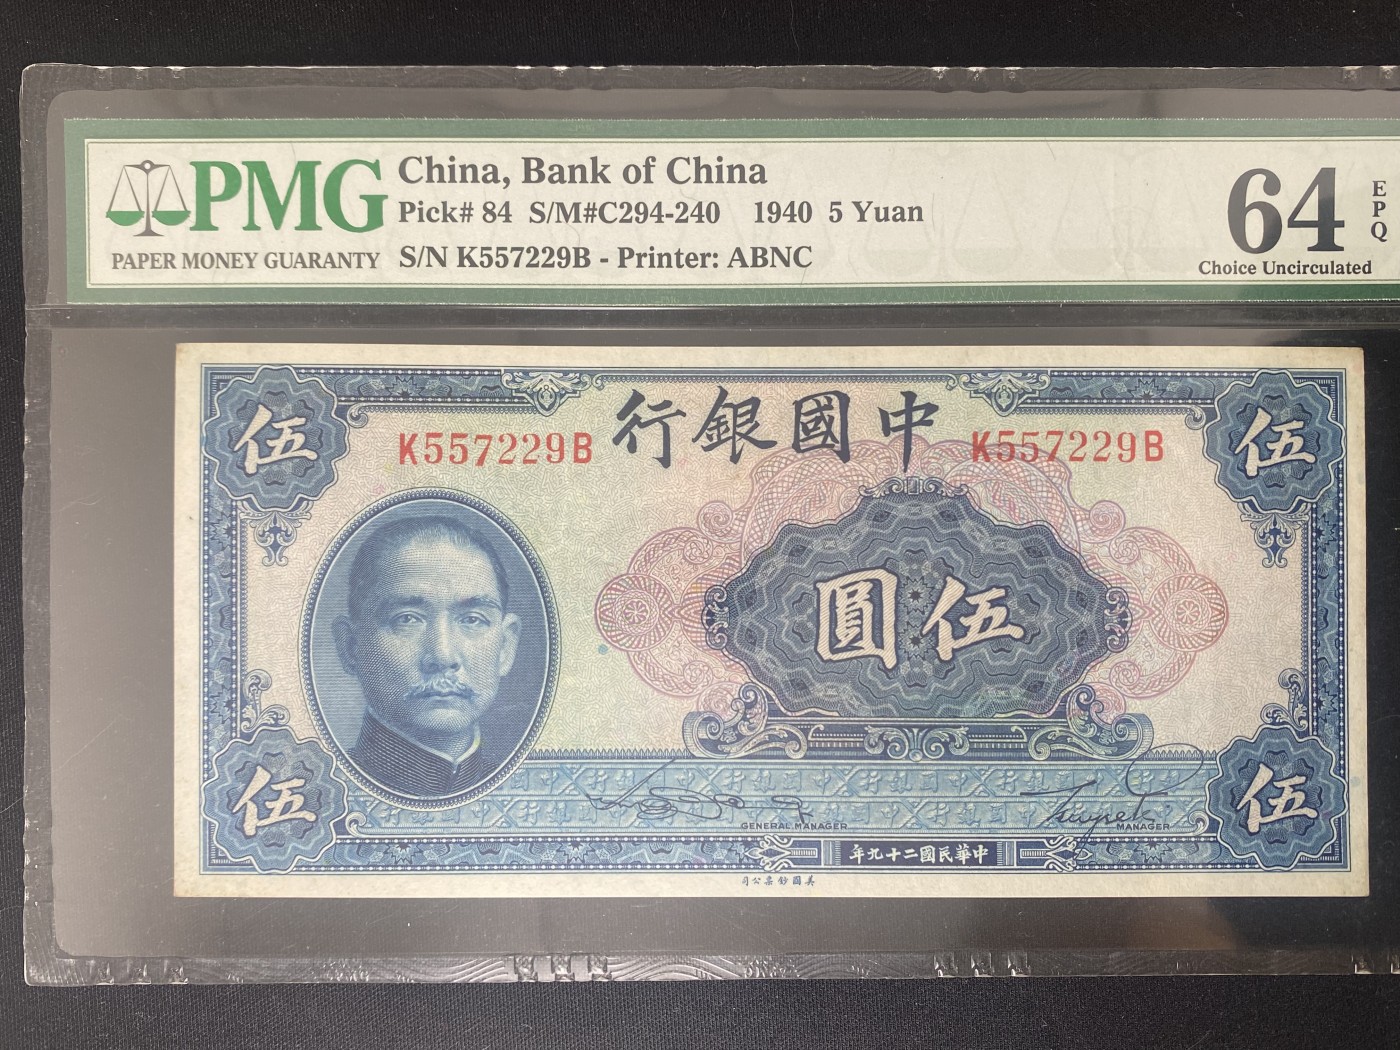 PMG
PAPER MONEY GUARANTY
China, Bank of China
Pick# 84 S/M#C294-240 1940 5 Yuan
S/N K557229B - Printer: ABNC
64
EPQ
Choice Uncirculated
伍
伍
K557229B
行銀國中
K557229B
圓伍
伍
伍
GENERAL MANAGER
MANAGER
年九十二國民華中
司公票鈔國美